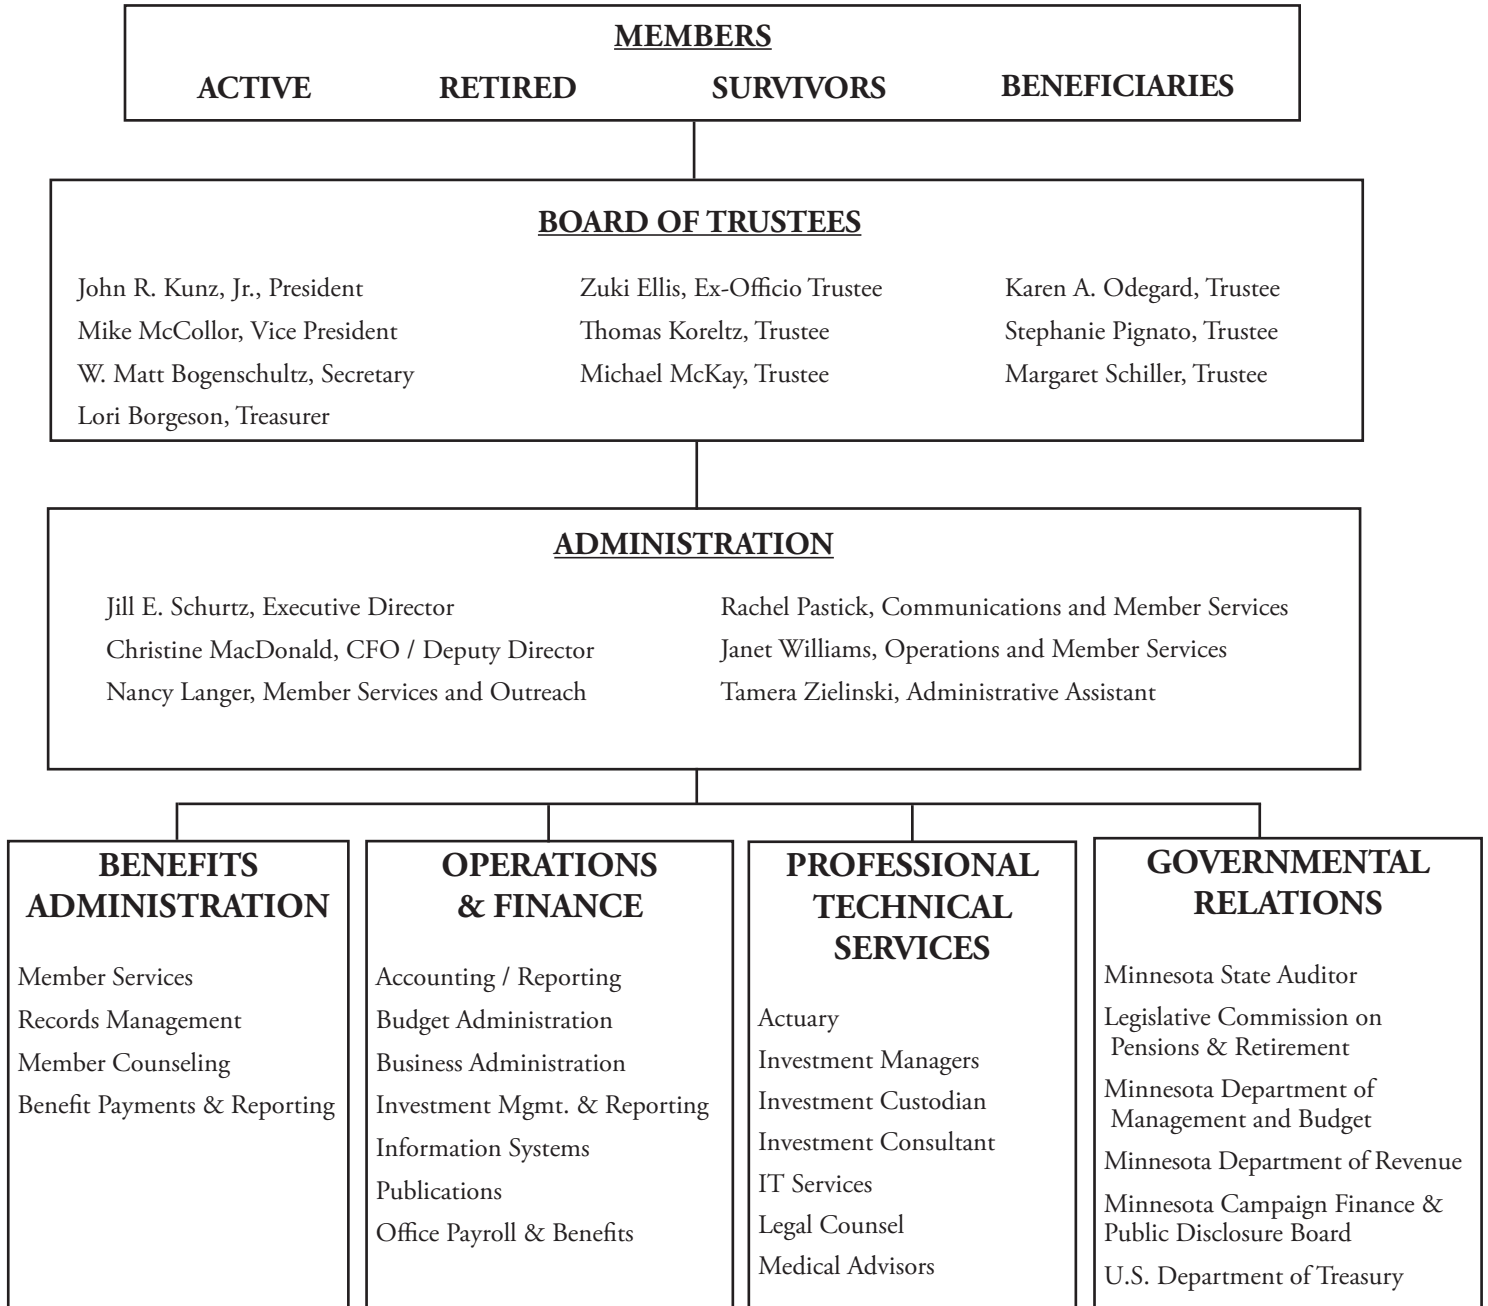 MEMBERS
ACTIVE RETIRED SURVIVORS BENEFICIARIES
BOARD OF TRUSTEES
John R. Kunz, Jr., President
Mike McCollor, Vice President
W. Matt Bogenschultz, Secretary
Lori Borgeson, Treasurer
Zuki Ellis, Ex-Officio Trustee
Thomas Koreltz, Trustee
Michael McKay, Trustee
Karen A. Odegard, Trustee
Stephanie Pignato, Trustee
Margaret Schiller, Trustee
ADMINISTRATION
Jill E. Schurtz, Executive Director
Christine MacDonald, CFO / Deputy Director
Nancy Langer, Member Services and Outreach
Rachel Pastick, Communications and Member Services
Janet Williams, Operations and Member Services
Tamera Zielinski, Administrative Assistant
BENEFITS
ADMINISTRATION
Member Services
Records Management
Member Counseling
Benefit Payments & Reporting
OPERATIONS
& FINANCE
Accounting / Reporting
Budget Administration
Business Administration
Investment Mgmt. & Reporting
Information Systems
Publications
Office Payroll & Benefits
PROFESSIONAL
TECHNICAL
SERVICES
Actuary
Investment Managers
Investment Custodian
Investment Consultant
IT Services
Legal Counsel
Medical Advisors
GOVERNMENTAL
RELATIONS
Minnesota State Auditor
Legislative Commission on
Pensions & Retirement
Minnesota Department of
Management and Budget
Minnesota Department of Revenue
Minnesota Campaign Finance &
Public Disclosure Board
U.S. Department of Treasury